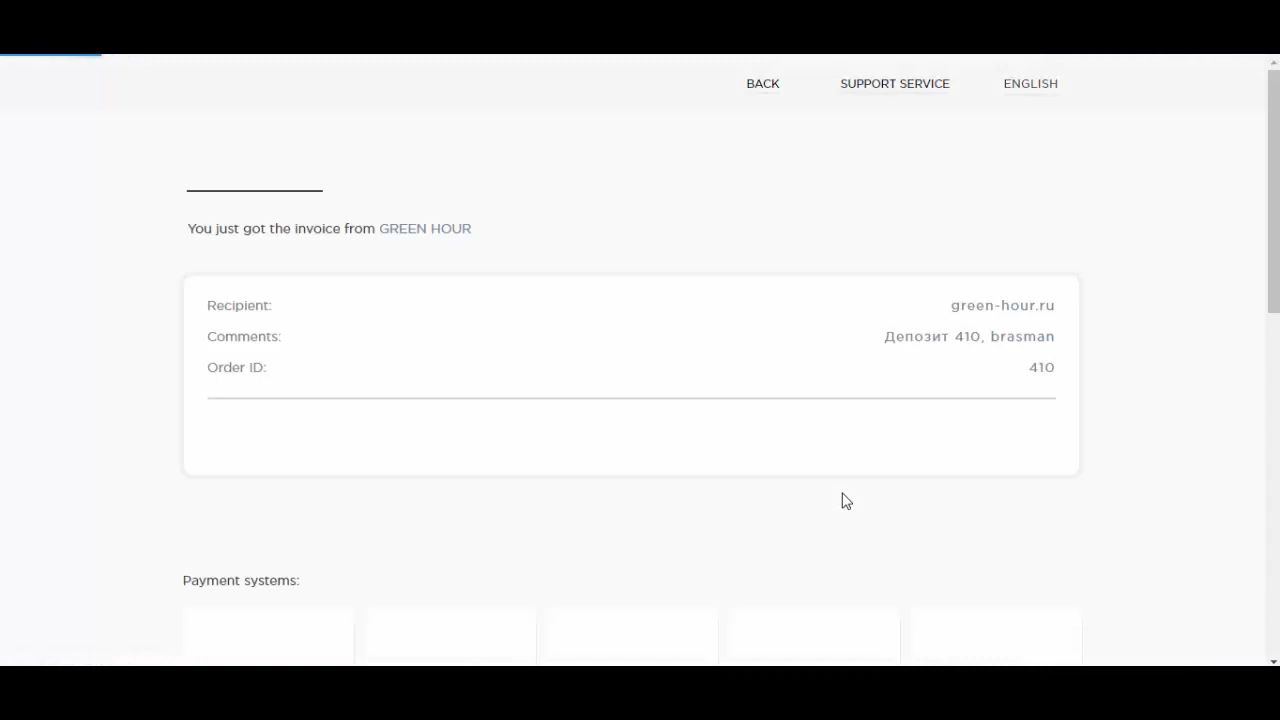 BACK SUPPORT SERVICE ENGLISH
You just got the invoice from GREEN HOUR
Recipient: green-hour.ru
Comments: Депозит 410, brasman
Order ID: 410
Payment systems: